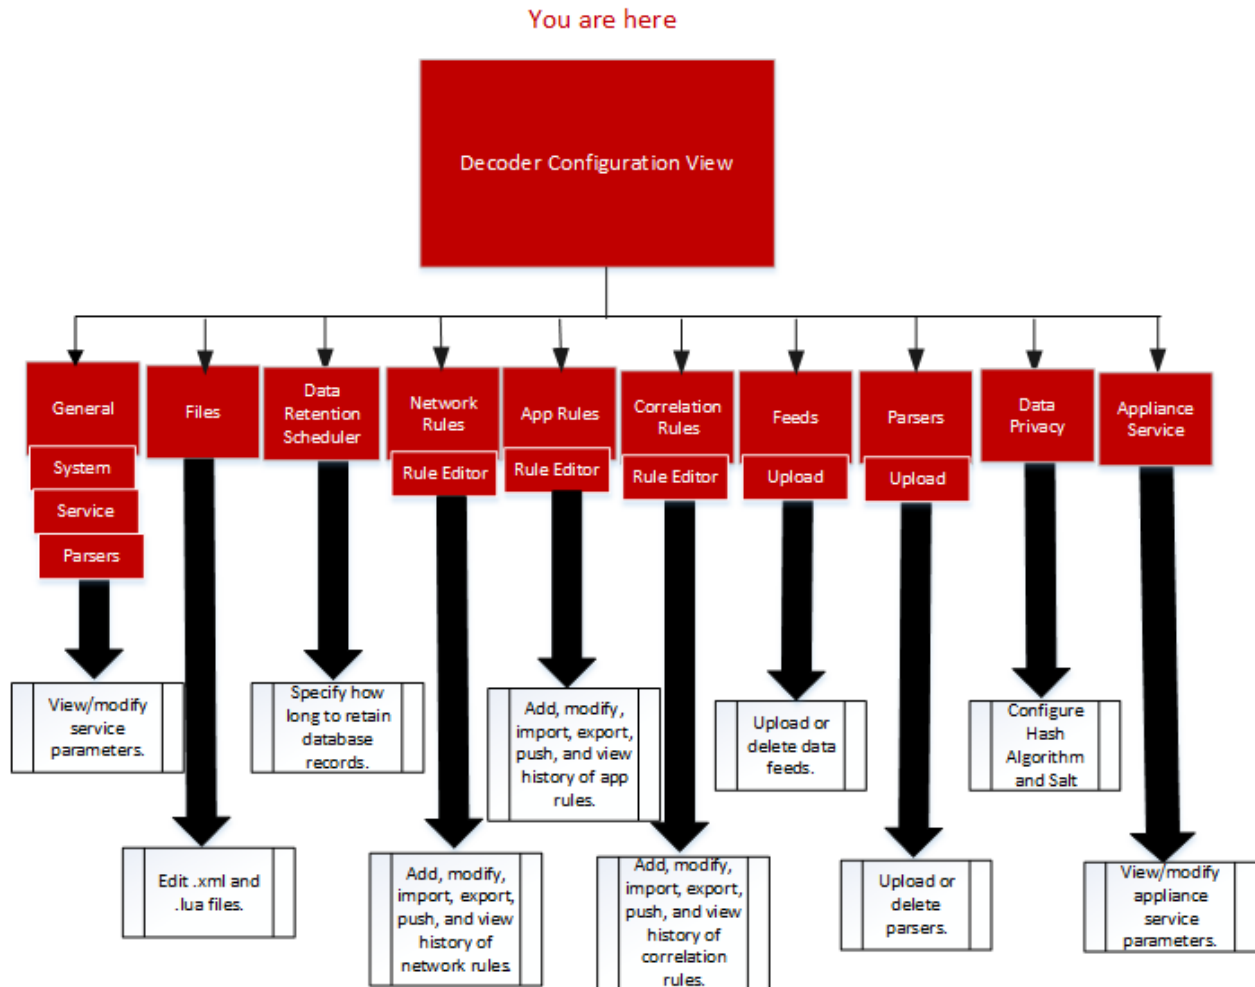 You are here
Decoder Configuration View
General
System
Service
Parsers
Files
Data
Retention
Scheduler
Network
Rules
Rule Editor
App Rules
Rule Editor
Correlation
Rules
Rule Editor
Feeds
Upload
Parsers
Upload
Data
Privacy
Appliance
Service
View/modify
service
parameters.
Specify how
long to retain
database
records.
Add, modify,
import, export,
push, and view
history of app
rules.
Upload or
delete data
feeds.
Configure
Hash
Algorithm
and Salt
Edit .xml and
.lua files.
Add, modify,
import, export,
push, and view
history of
network rules.
Add, modify,
import, export,
push, and view
history of
correlation
rules.
Upload or
delete
parsers.
View/modify
appliance
service
parameters.